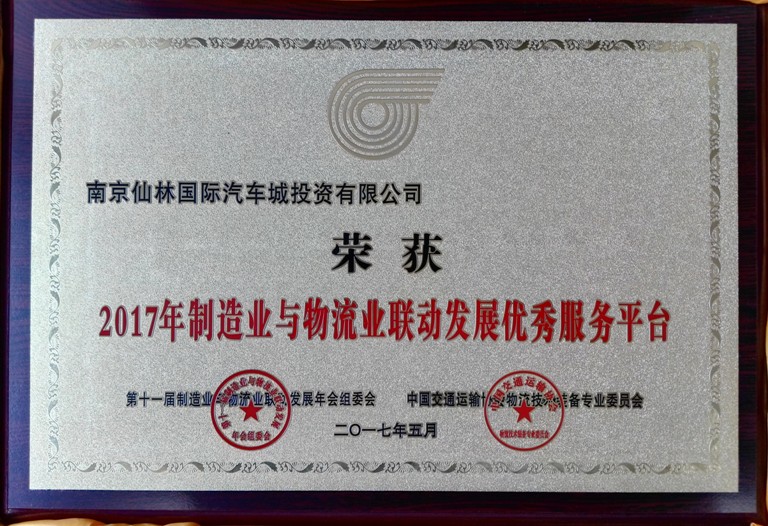 南京仙林国际汽车城投资有限公司
荣获
2017年制造业与物流业联动发展优秀服务平台
第十一届制造业与物流业联动发展年会组委会
中国交通运输协会物流技术装备专业委员会
二〇一七年五月